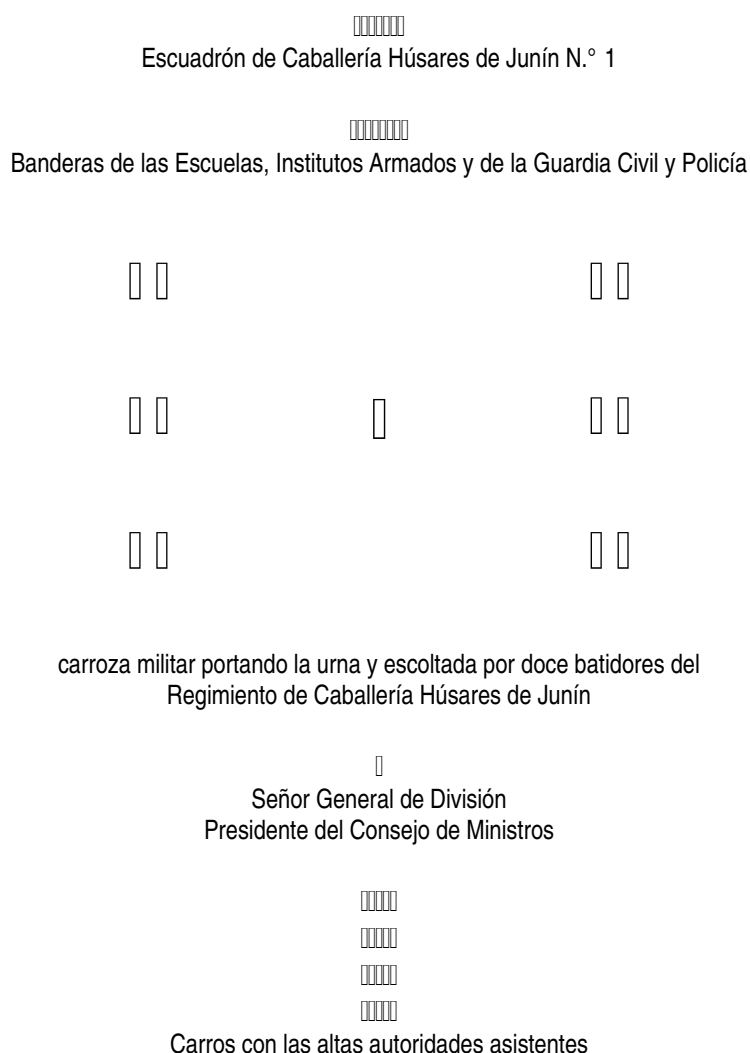 Escuadrón de Caballería Húsares de Junín N.° 1
Banderas de las Escuelas, Institutos Armados y de la Guardia Civil y Policía
carroza militar portando la urna y escoltada por doce batidores del
Regimiento de Caballería Húsares de Junín
Señor General de División
Presidente del Consejo de Ministros
Carros con las altas autoridades asistentes